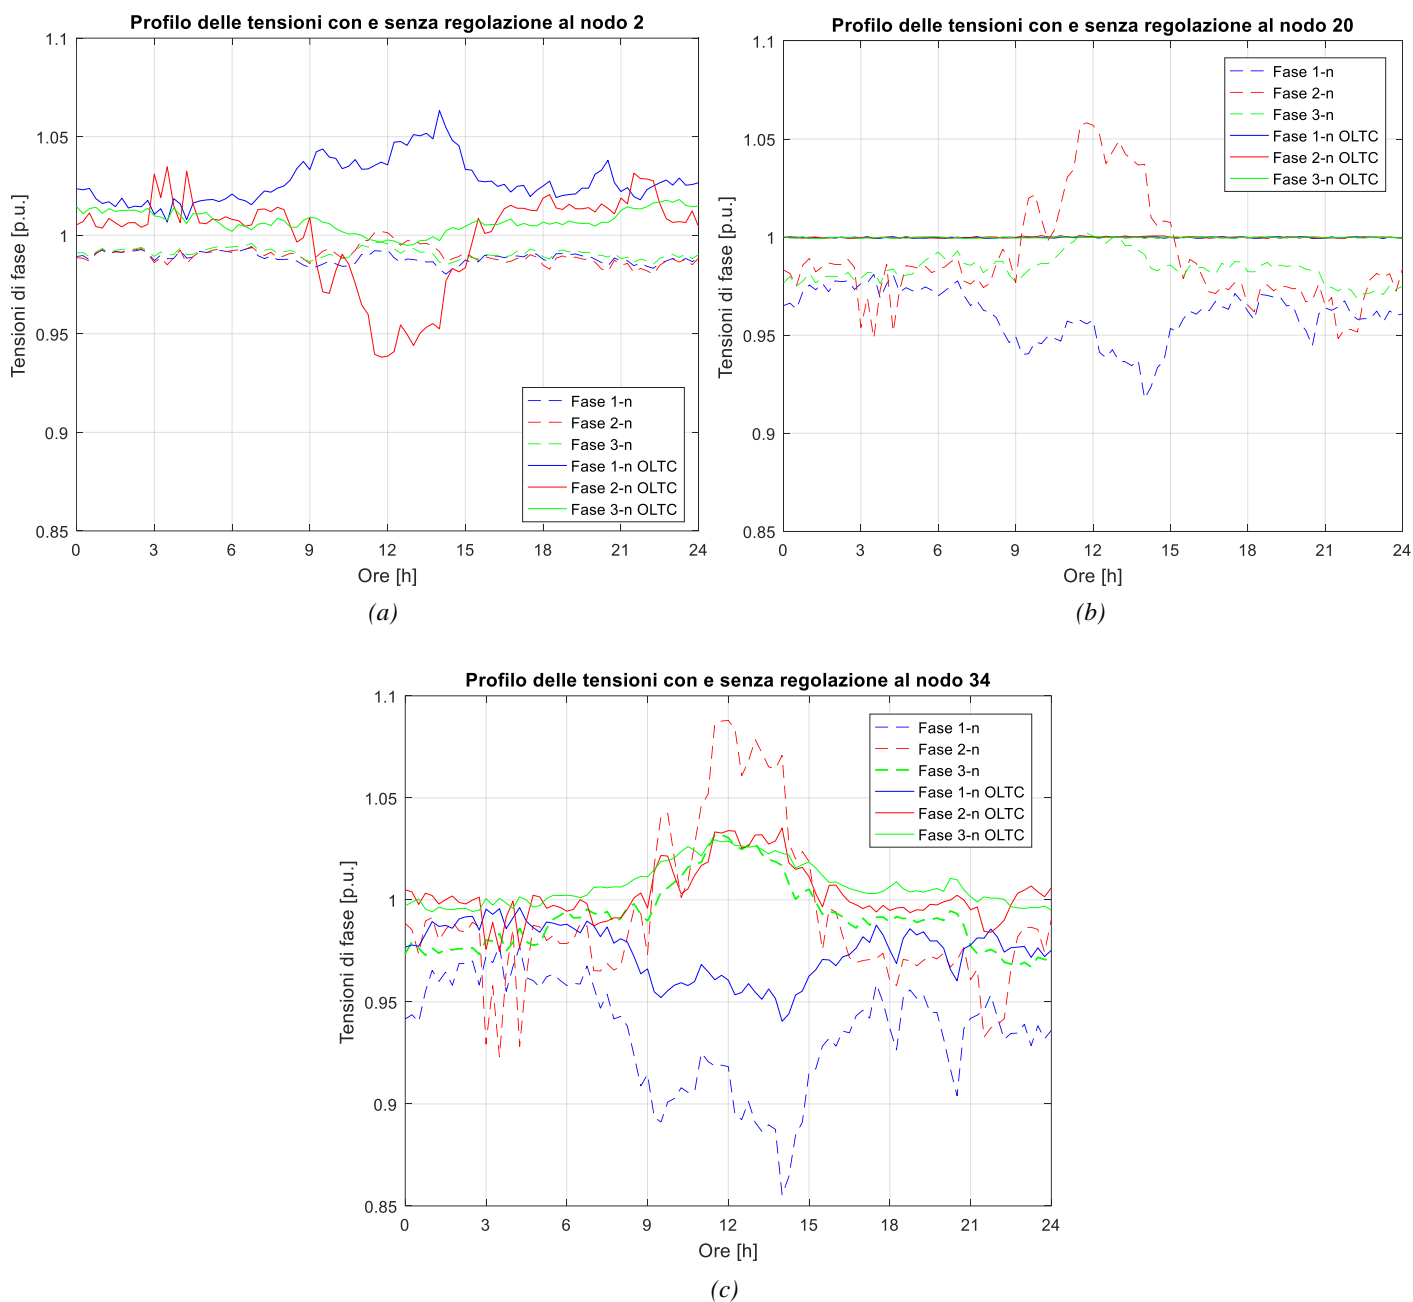 Profilo delle tensioni con e senza regolazione al nodo 2
1.1
1.05
1
0.95
0.9
0.85
Tensioni di fase [p.u.]
Fase 1-n
Fase 2-n
Fase 3-n
Fase 1-n OLTC
Fase 2-n OLTC
Fase 3-n OLTC
0 3 6 9 12 15 18 21 24
Ore [h]
(a)
Profilo delle tensioni con e senza regolazione al nodo 20
1.1
1.05
1
0.95
0.9
0.85
Tensioni di fase [p.u.]
Fase 1-n
Fase 2-n
Fase 3-n
Fase 1-n OLTC
Fase 2-n OLTC
Fase 3-n OLTC
0 3 6 9 12 15 18 21 24
Ore [h]
(b)
Profilo delle tensioni con e senza regolazione al nodo 34
1.1
1.05
1
0.95
0.9
0.85
Tensioni di fase [p.u.]
Fase 1-n
Fase 2-n
Fase 3-n
Fase 1-n OLTC
Fase 2-n OLTC
Fase 3-n OLTC
0 3 6 9 12 15 18 21 24
Ore [h]
(c)